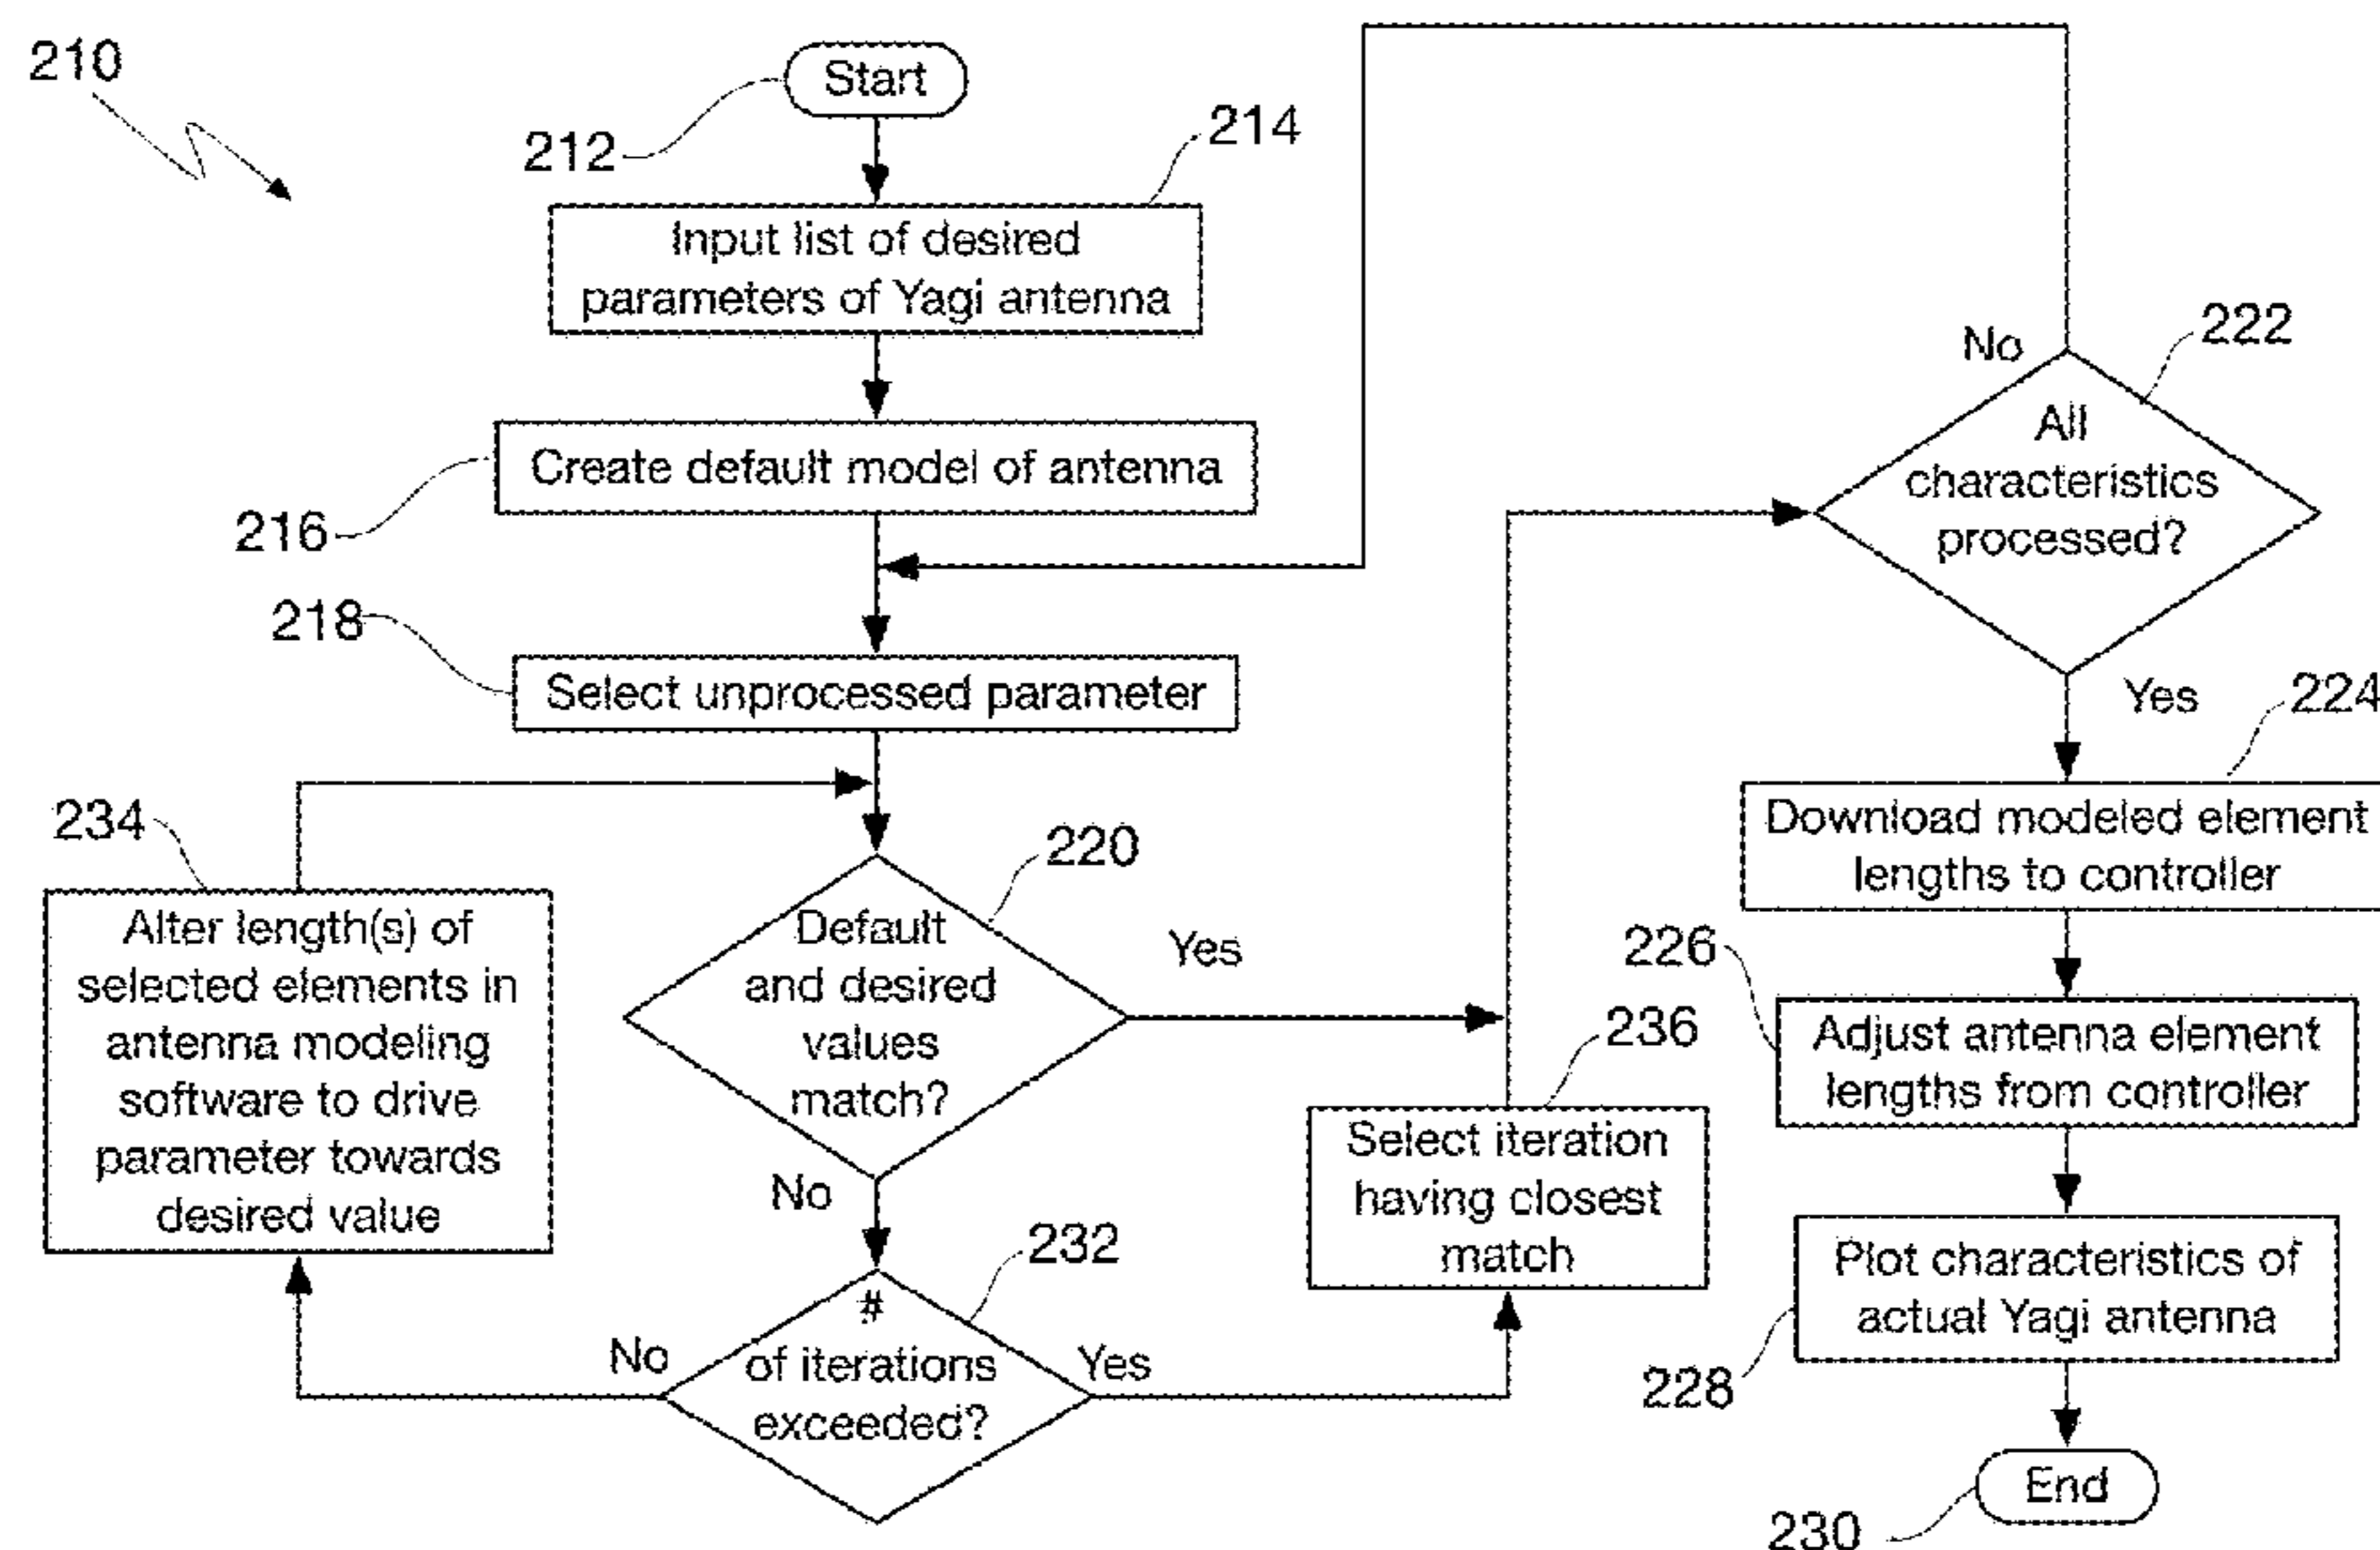 210
Start
212
214
Input list of desired
parameters of Yagi antenna
Create default model of antenna
216
218
Select unprocessed parameter
234
Alter length(s) of
selected elements in
antenna modeling
software to drive
parameter towards
desired value
220
Default
and desired
values
match?
Yes
No
232
#
of iterations
exceeded?
No
Yes
236
Select iteration
having closest
match
No
222
All
characteristics
processed?
Yes
224
Download modeled element
lengths to controller
226
Adjust antenna element
lengths from controller
Plot characteristics of
actual Yagi antenna
228
End
230